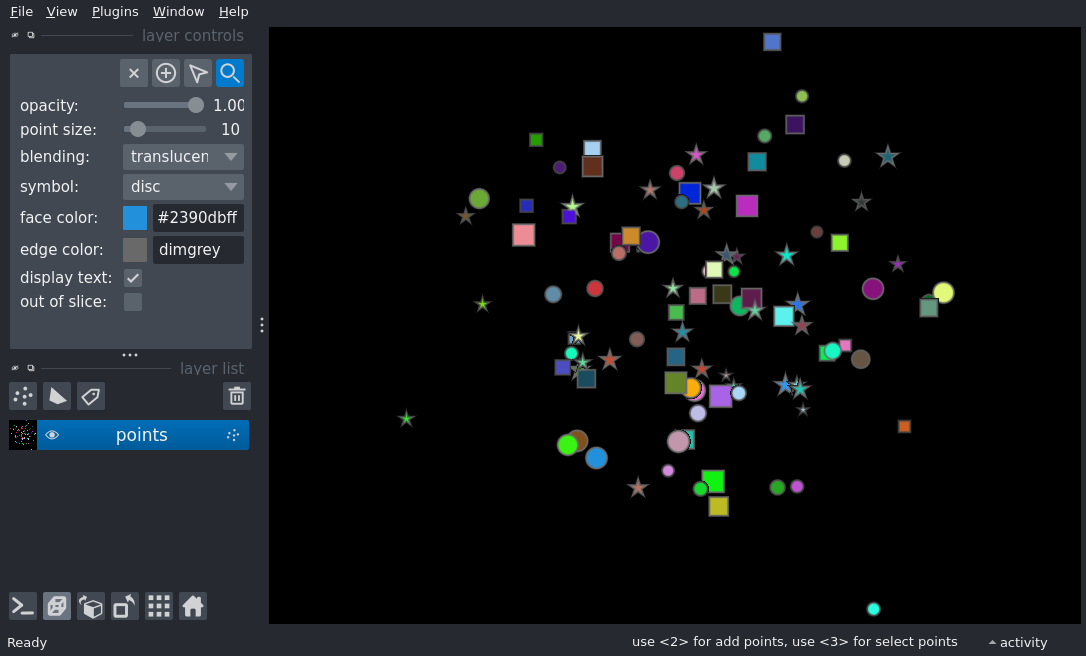 File View Plugins Window Help
layer controls
opacity: 1.00
point size: 10
blending: translucen
symbol: disc
face color: #2390dbff
edge color: dimgrey
display text:
out of slice:
layer list
points
Ready
use <2> for add points, use <3> for select points
activity